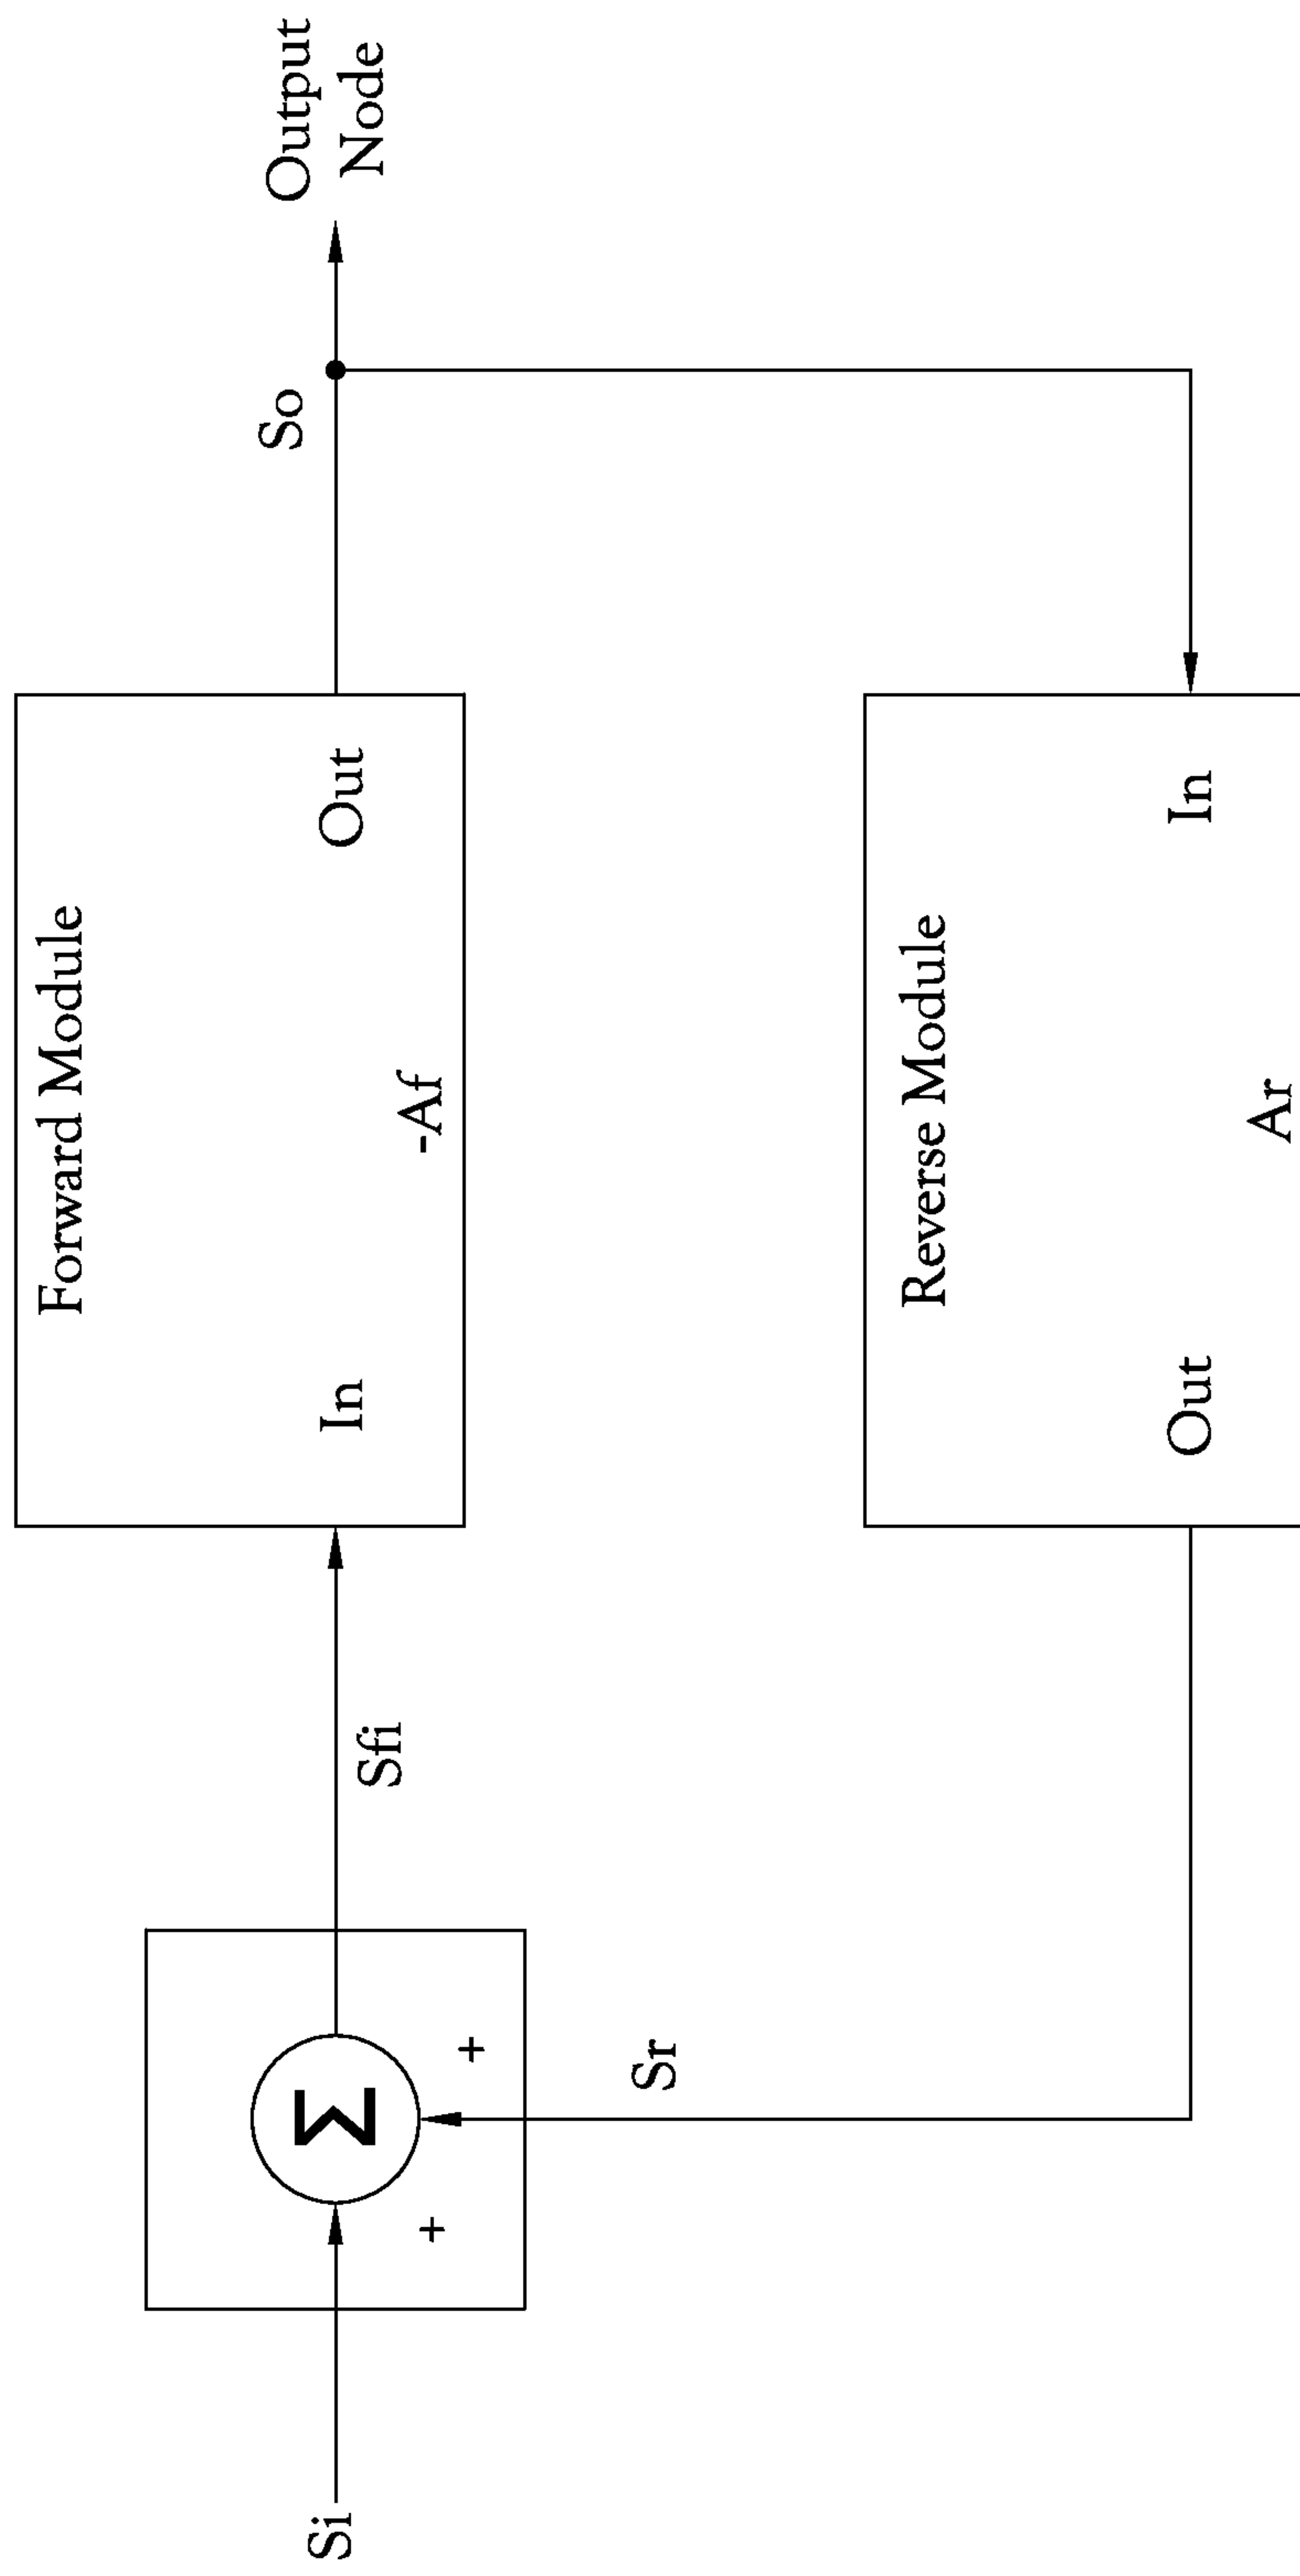 Forward Module
In
Out
-Af
Si
Σ
+
+
Sfi
So
Output
Node
Sr
Reverse Module
Out
In
Ar